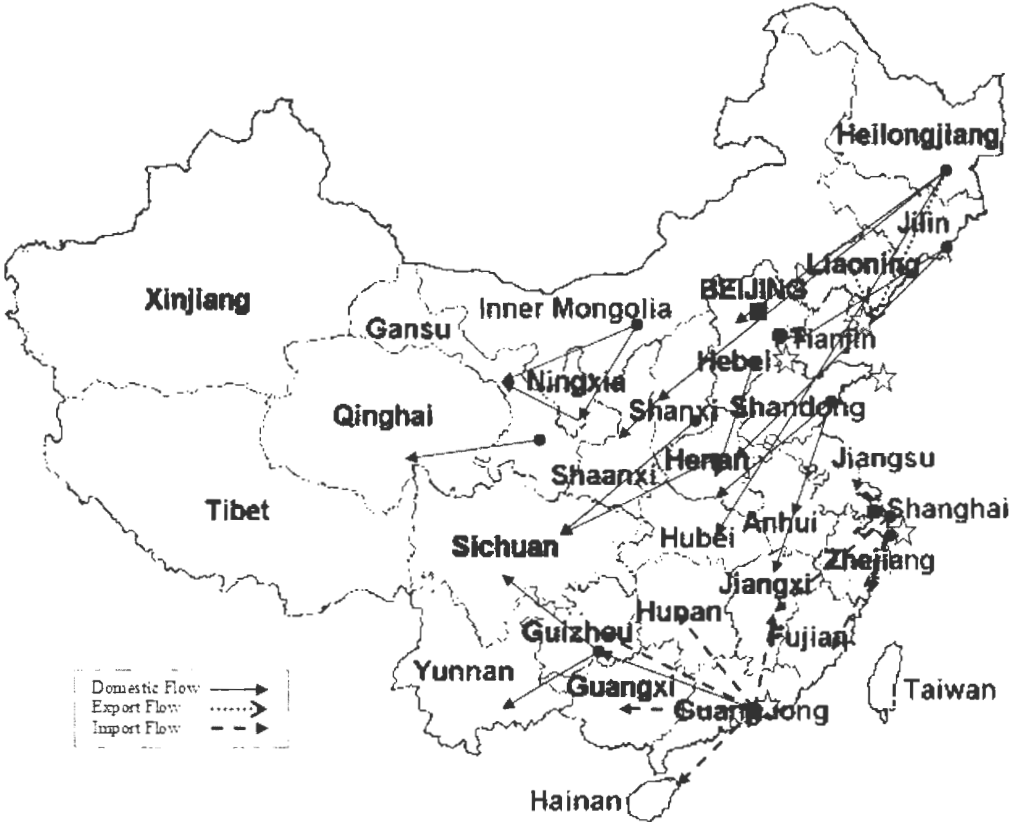 Heilongjiang
Jilin
Liaoning
BEIJING
Xinjiang
Inner Mongolia
Gansu
Tianjin
Hebei
Ningxia
Qinghai
Shanxi
Shandong
Henan
Jiangsu
Shaanxi
Tibet
Shanghai
Anhui
Hubei
Sichuan
Zhejiang
Jiangxi
Hunan
Guizhou
Fujian
Yunnan
Guangxi
Taiwan
Guangdong
Hainan
Domestic Flow
Export Flow
Import Flow